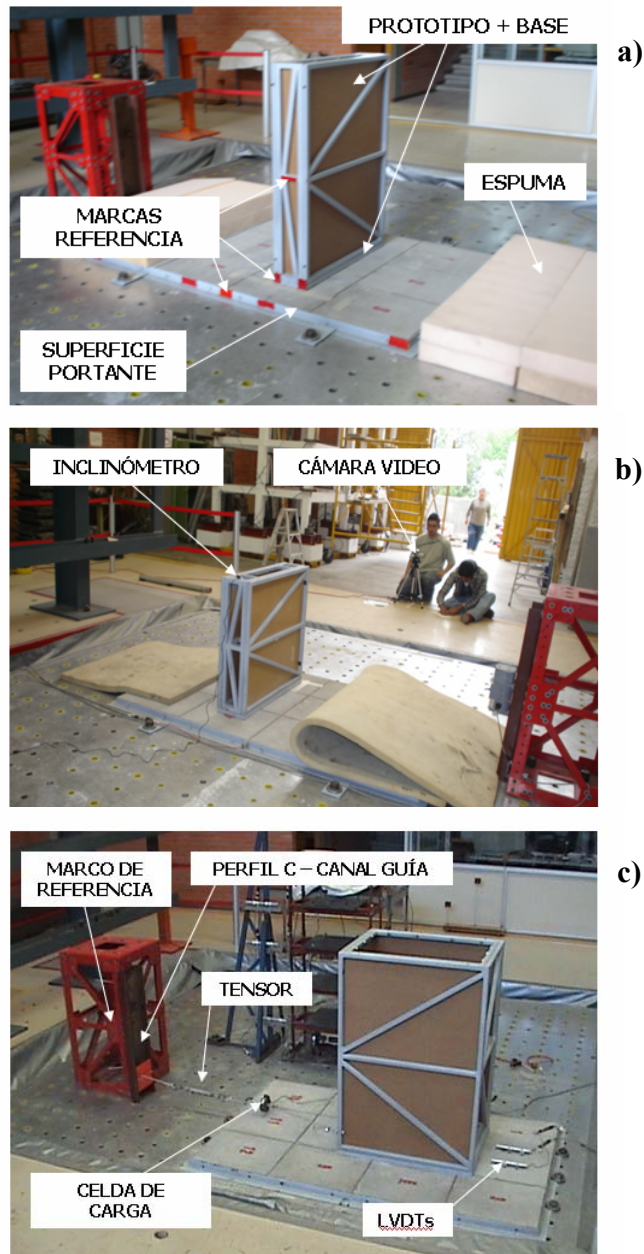 PROTOTIPO + BASE
a)
ESPUMA
MARCAS
REFERENCIA
SUPERFICIE
PORTANTE
b)
INCLINÓMETRO
CÁMARA VIDEO
c)
MARCO DE
REFERENCIA
PERFIL C – CANAL GUÍA
TENSOR
CELDA DE
CARGA
LVDTs